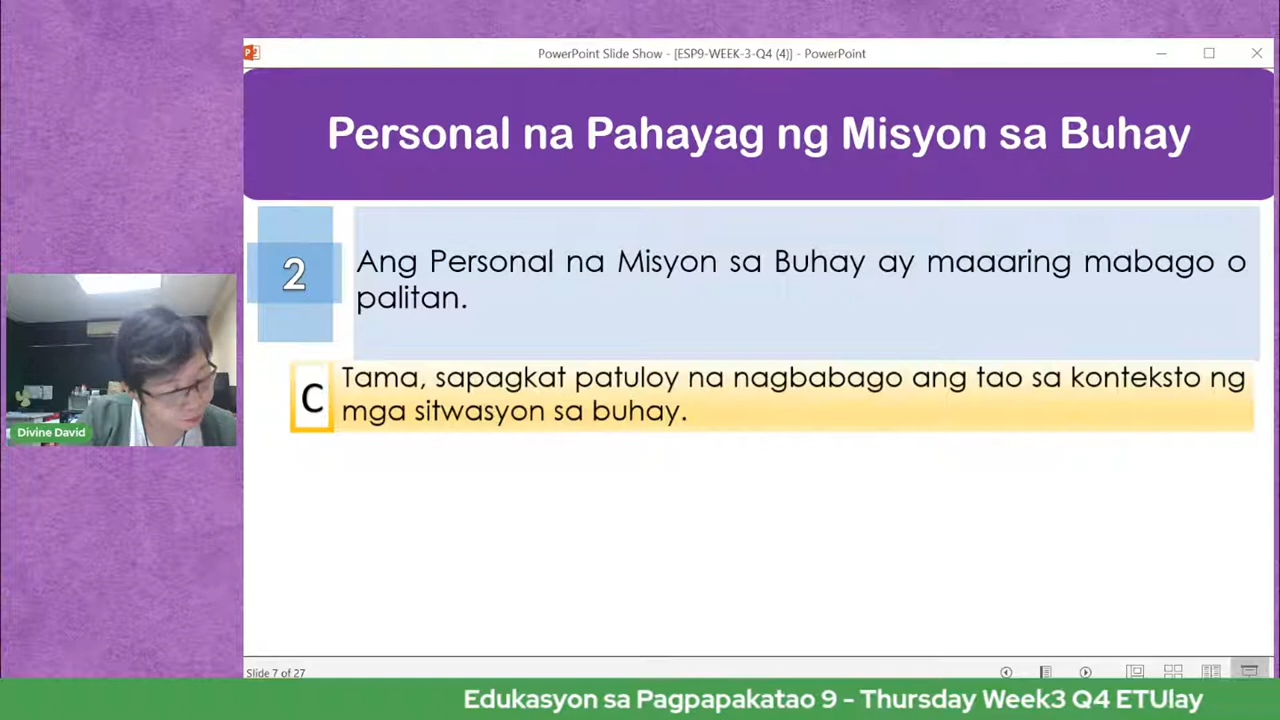 PowerPoint Slide Show - [ESP9-WEEK-3-Q4 (4)] - PowerPoint
Personal na Pahayag ng Misyon sa Buhay
2
Ang Personal na Misyon sa Buhay ay maaaring mabago o
palitan.
C
Tama, sapagkat patuloy na nagbabago ang tao sa konteksto ng
mga sitwasyon sa buhay.
Divine David
Slide 7 of 27
Edukasyon sa Pagpapakatao 9 - Thursday Week3 Q4 ETUlay